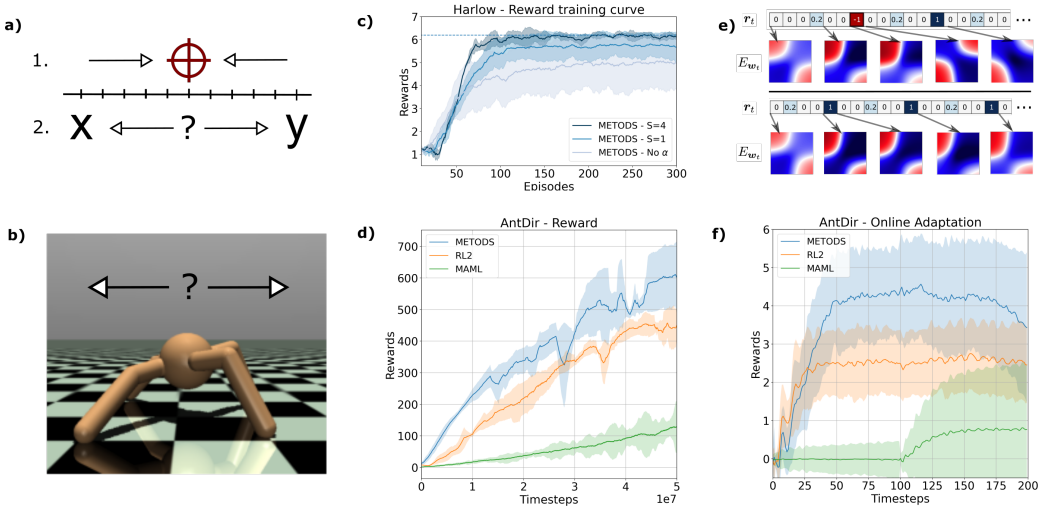 a)
1.
2. x ? y
b)
?
c)
Harlow - Reward training curve
Rewards
6
5
4
3
2
1
METODS - S=4
METODS - S=1
METODS - No α
50 100 150 200 250 300
Episodes
d)
AntDir - Reward
METODS
RL2
MAML
Rewards
700
600
500
400
300
200
100
0
0 1 2 3 4 5
1e7
Timesteps
e)
r_t 0 0 0 0.2 0 0 -1 0 0 0.2 0 0 1 0 0 0.2 0 0 ...
E_{w_t}
r_t 0 0 0 0.2 0 0 1 0 0 0.2 0 0 1 0 0 0.2 0 0 1 0 ...
E_{w_t}
f)
AntDir - Online Adaptation
METODS
RL2
MAML
Rewards
6
5
4
3
2
1
0
0 25 50 75 100 125 150 175 200
Timesteps